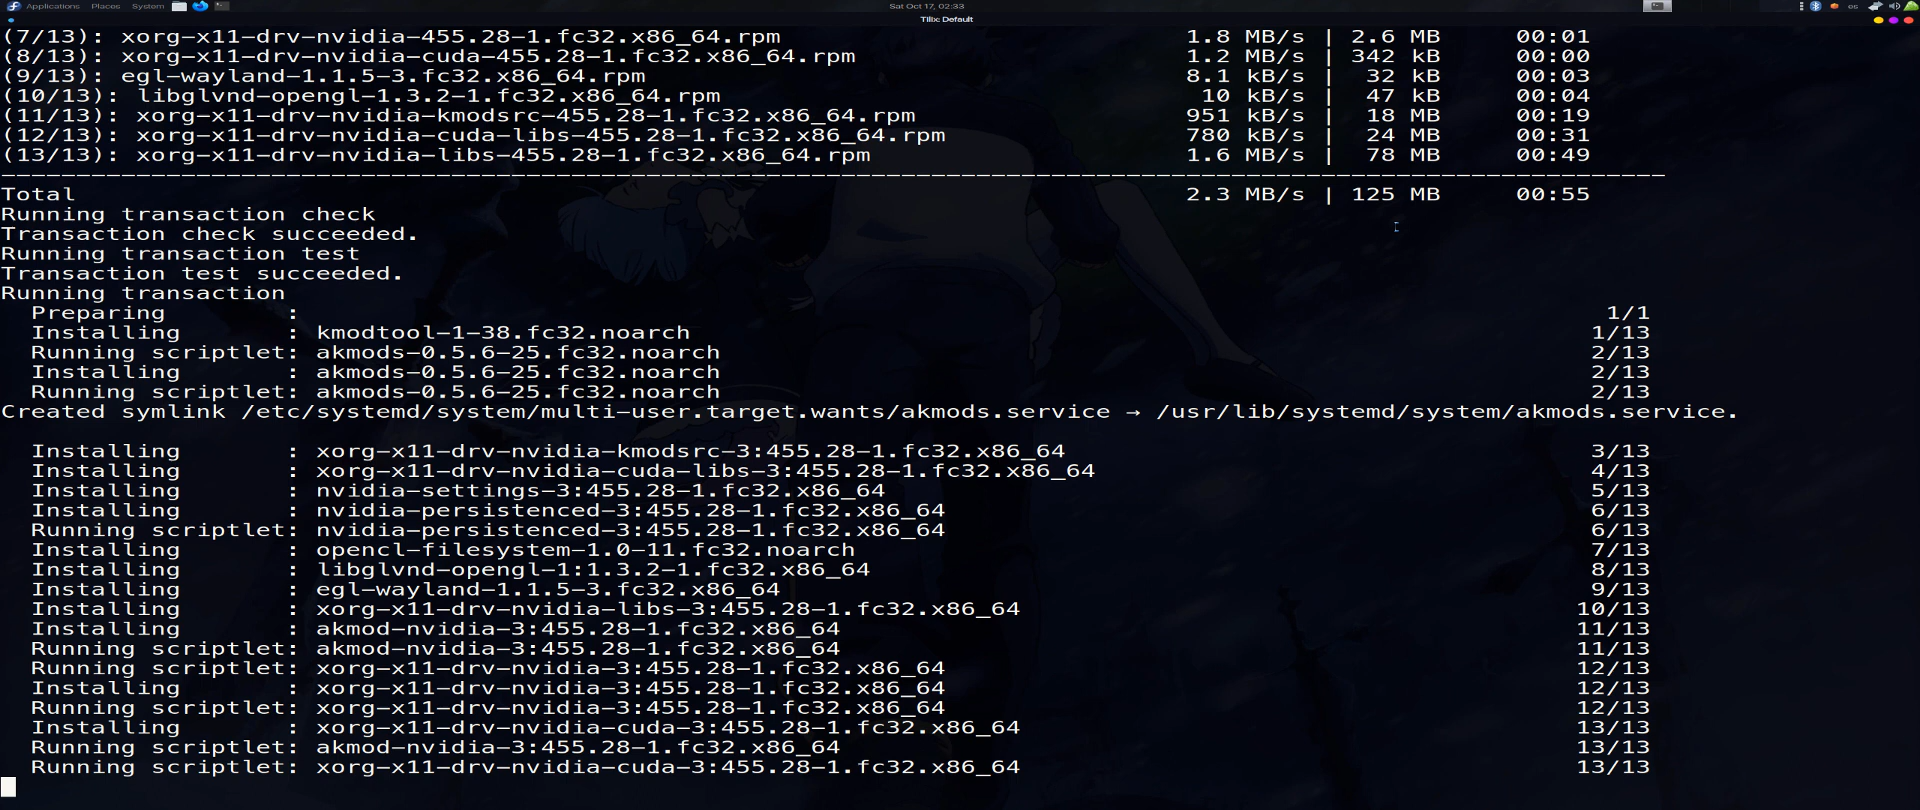 Applications Places System Sat Oct 17, 02:33 es
Tilix: Default
(7/13): xorg-x11-drv-nvidia-455.28-1.fc32.x86_64.rpm 1.8 MB/s | 2.6 MB 00:01
(8/13): xorg-x11-drv-nvidia-cuda-455.28-1.fc32.x86_64.rpm 1.2 MB/s | 342 kB 00:00
(9/13): egl-wayland-1.1.5-3.fc32.x86_64.rpm 8.1 kB/s | 32 kB 00:03
(10/13): libglvnd-opengl-1.3.2-1.fc32.x86_64.rpm 10 kB/s | 47 kB 00:04
(11/13): xorg-x11-drv-nvidia-kmodsrc-455.28-1.fc32.x86_64.rpm 951 kB/s | 18 MB 00:19
(12/13): xorg-x11-drv-nvidia-cuda-libs-455.28-1.fc32.x86_64.rpm 780 kB/s | 24 MB 00:31
(13/13): xorg-x11-drv-nvidia-libs-455.28-1.fc32.x86_64.rpm 1.6 MB/s | 78 MB 00:49
--------------------------------------------------------------------------------
Total 2.3 MB/s | 125 MB 00:55
Running transaction check
Transaction check succeeded.
Running transaction test
Transaction test succeeded.
Running transaction
Preparing : 1/1
Installing : kmodtool-1-38.fc32.noarch 1/13
Running scriptlet: akmods-0.5.6-25.fc32.noarch 2/13
Installing : akmods-0.5.6-25.fc32.noarch 2/13
Running scriptlet: akmods-0.5.6-25.fc32.noarch 2/13
Created symlink /etc/systemd/system/multi-user.target.wants/akmods.service → /usr/lib/systemd/system/akmods.service.
Installing : xorg-x11-drv-nvidia-kmodsrc-3:455.28-1.fc32.x86_64 3/13
Installing : xorg-x11-drv-nvidia-cuda-libs-3:455.28-1.fc32.x86_64 4/13
Installing : nvidia-settings-3:455.28-1.fc32.x86_64 5/13
Installing : nvidia-persistenced-3:455.28-1.fc32.x86_64 6/13
Running scriptlet: nvidia-persistenced-3:455.28-1.fc32.x86_64 6/13
Installing : opencl-filesystem-1.0-11.fc32.noarch 7/13
Installing : libglvnd-opengl-1:1.3.2-1.fc32.x86_64 8/13
Installing : egl-wayland-1.1.5-3.fc32.x86_64 9/13
Installing : xorg-x11-drv-nvidia-libs-3:455.28-1.fc32.x86_64 10/13
Installing : akmod-nvidia-3:455.28-1.fc32.x86_64 11/13
Running scriptlet: akmod-nvidia-3:455.28-1.fc32.x86_64 11/13
Running scriptlet: xorg-x11-drv-nvidia-3:455.28-1.fc32.x86_64 12/13
Installing : xorg-x11-drv-nvidia-3:455.28-1.fc32.x86_64 12/13
Running scriptlet: xorg-x11-drv-nvidia-3:455.28-1.fc32.x86_64 12/13
Installing : xorg-x11-drv-nvidia-cuda-3:455.28-1.fc32.x86_64 13/13
Running scriptlet: akmod-nvidia-3:455.28-1.fc32.x86_64 13/13
Running scriptlet: xorg-x11-drv-nvidia-cuda-3:455.28-1.fc32.x86_64 13/13